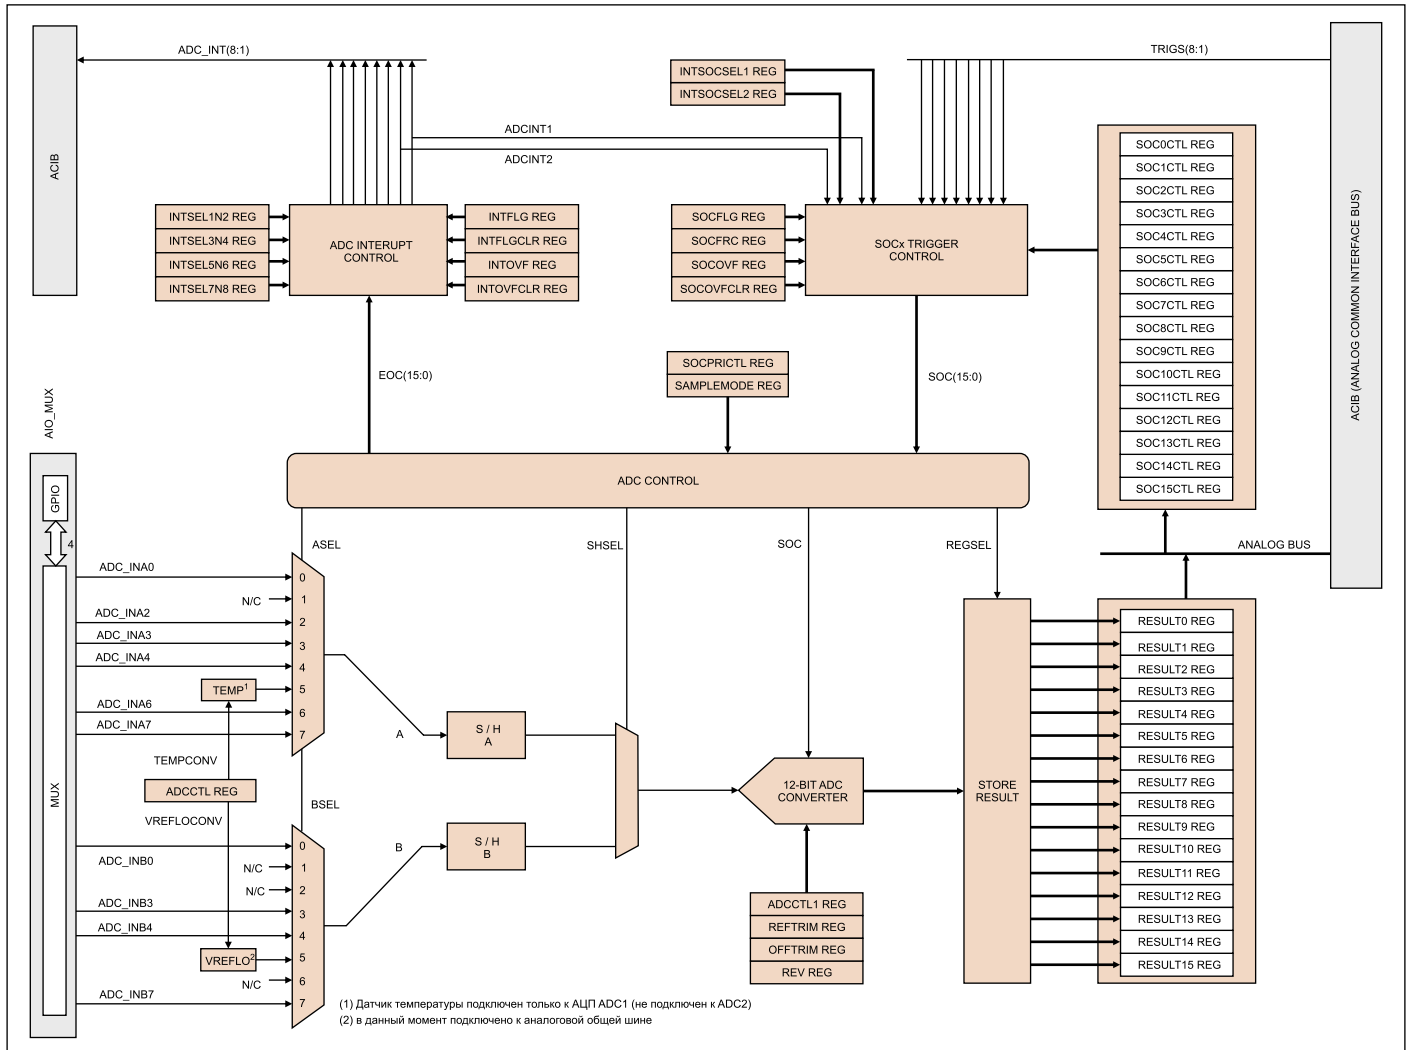 ADC_INT(8:1)
TRIGS(8:1)
INTSOCSEL1 REG
INTSOCSEL2 REG
ADCINT1
ADCINT2
ACIB
ACIB (ANALOG COMMON INTERFACE BUS)
INTSEL1N2 REG
INTSEL3N4 REG
INTSEL5N6 REG
INTSEL7N8 REG
ADC INTERUPT
CONTROL
INTFLG REG
INTFLGCLR REG
INTOVF REG
INTOVFCLR REG
SOCFLG REG
SOCFRC REG
SOCOVF REG
SOCOVFCLR REG
SOCx TRIGGER
CONTROL
SOC0CTL REG
SOC1CTL REG
SOC2CTL REG
SOC3CTL REG
SOC4CTL REG
SOC5CTL REG
SOC6CTL REG
SOC7CTL REG
SOC8CTL REG
SOC9CTL REG
SOC10CTL REG
SOC11CTL REG
SOC12CTL REG
SOC13CTL REG
SOC14CTL REG
SOC15CTL REG
EOC(15:0)
SOCPRICTL REG
SAMPLEMODE REG
SOC(15:0)
AIO_MUX
GPIO
4
MUX
ADC CONTROL
ASEL
SHSEL
SOC
REGSEL
ANALOG BUS
ADC_INA0
N/C
ADC_INA2
ADC_INA3
ADC_INA4
TEMP1
ADC_INA6
ADC_INA7
0
1
2
3
4
5
6
7
A
S / H
A
TEMPCONV
ADCCTL REG
VREFLOCONV
BSEL
B
S / H
B
ADC_INB0
N/C
N/C
ADC_INB3
ADC_INB4
VREFLO2
N/C
ADC_INB7
0
1
2
3
4
5
6
7
12-BIT ADC
CONVERTER
ADCCTL1 REG
REFTRIM REG
OFFTRIM REG
REV REG
STORE
RESULT
RESULT0 REG
RESULT1 REG
RESULT2 REG
RESULT3 REG
RESULT4 REG
RESULT5 REG
RESULT6 REG
RESULT7 REG
RESULT8 REG
RESULT9 REG
RESULT10 REG
RESULT11 REG
RESULT12 REG
RESULT13 REG
RESULT14 REG
RESULT15 REG
(1) Датчик температуры подключен только к АЦП ADC1 (не подключен к ADC2)
(2) в данный момент подключено к аналоговой общей шине